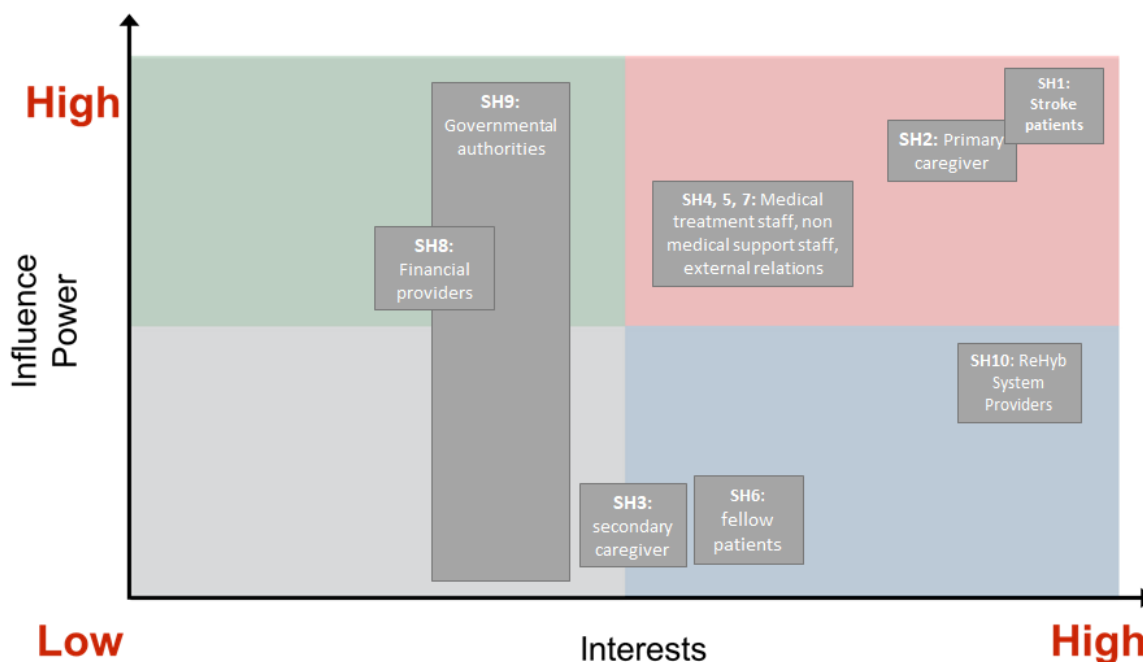 High
Influence
Power
SH9:
Governmental
authorities
SH8:
Financial
providers
SH1:
Stroke
patients
SH2: Primary
caregiver
SH4, 5, 7: Medical
treatment staff, non
medical support staff,
external relations
SH10: ReHyb
System
Providers
SH3:
secondary
caregiver
SH6:
fellow
patients
Low
Interests
High